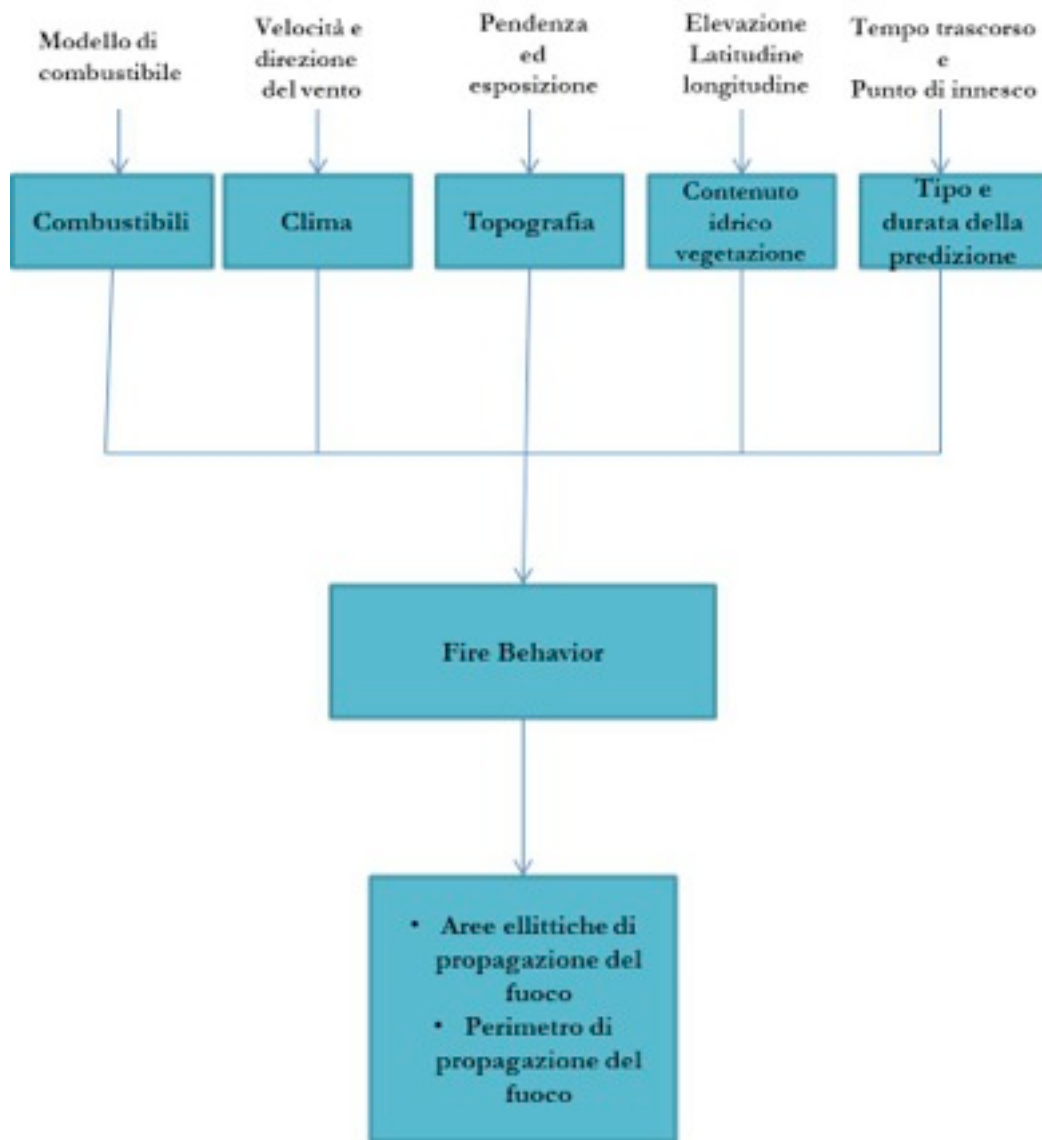 Modello di
combustibile
Velocità e
direzione
del vento
Pendenza
ed
esposizione
Elevazione
Latitudine
longitudine
Tempo trascorso
e
Punto di innesco
Combustibili
Clima
Topografia
Contenuto
idrico
vegetazione
Tipo e
durata della
predizione
Fire Behavior
• Aree ellittiche di
propagazione del
fuoco
• Perimetro di
propagazione del
fuoco